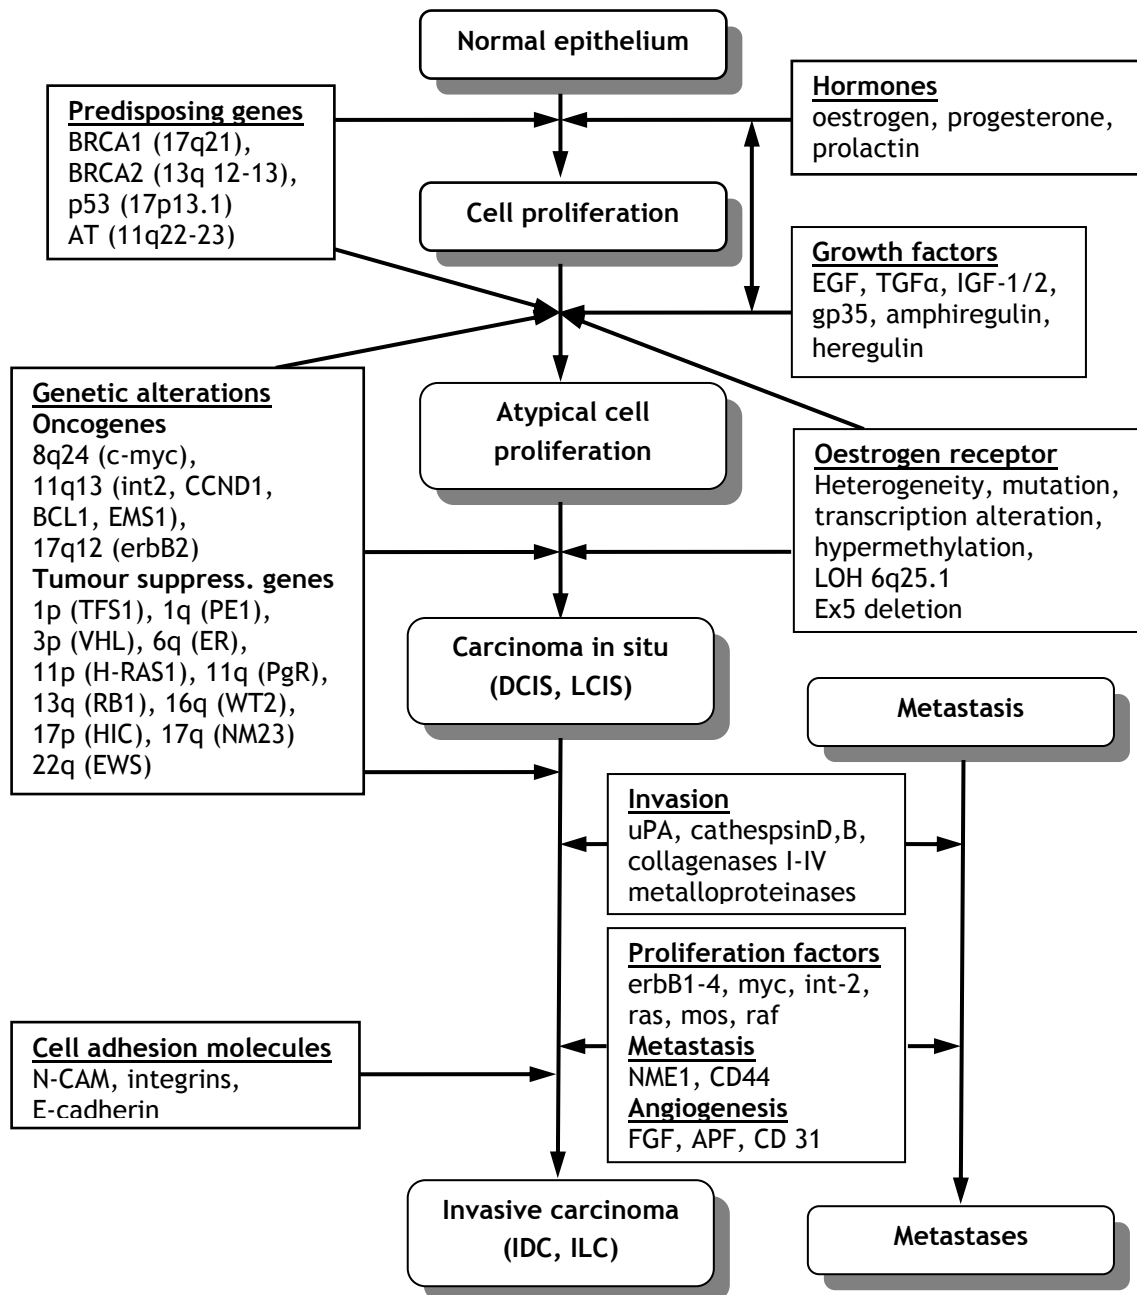 Normal epithelium
Predisposing genes
BRCA1 (17q21),
BRCA2 (13q 12-13),
p53 (17p13.1)
AT (11q22-23)
Hormones
oestrogen, progesterone,
prolactin
Cell proliferation
Growth factors
EGF, TGFα, IGF-1/2,
gp35, amphiregulin,
heregulin
Genetic alterations
Oncogenes
8q24 (c-myc),
11q13 (int2, CCND1,
BCL1, EMS1),
17q12 (erbB2)
Tumour suppress. genes
1p (TFS1), 1q (PE1),
3p (VHL), 6q (ER),
11p (H-RAS1), 11q (PgR),
13q (RB1), 16q (WT2),
17p (HIC), 17q (NM23)
22q (EWS)
Atypical cell
proliferation
Oestrogen receptor
Heterogeneity, mutation,
transcription alteration,
hypermethylation,
LOH 6q25.1
Ex5 deletion
Carcinoma in situ
(DCIS, LCIS)
Metastasis
Invasion
uPA, cathespsinD,B,
collagenases I-IV
metalloproteinases
Proliferation factors
erbB1-4, myc, int-2,
ras, mos, raf
Metastasis
NME1, CD44
Angiogenesis
FGF, APF, CD 31
Cell adhesion molecules
N-CAM, integrins,
E-cadherin
Invasive carcinoma
(IDC, ILC)
Metastases